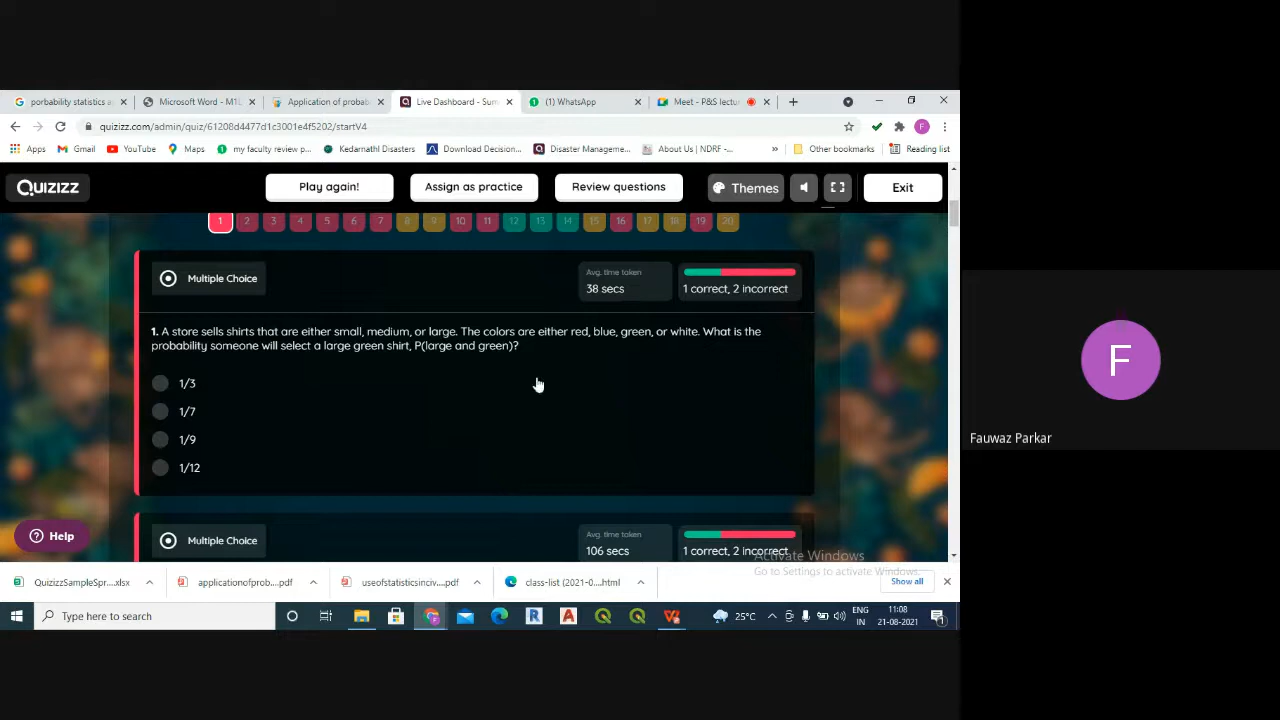 porbability statistics a
Microsoft Word - M1L
Application of probab
Live Dashboard - Sum
(1) WhatsApp
Meet - P&S lectu
quizizz.com/admin/quiz/61208d4477d1c3001e4f5202/startV4
F
Apps
Gmail
YouTube
Maps
my faculty review p...
Kedarnath| Disasters
Download Decision...
Disaster Manageme...
About Us | NDRF -...
»
Other bookmarks
Reading list
QUIZIZZ
Play again!
Assign as practice
Review questions
Themes
Exit
1 2 3 4 5 6 7 8 9 10 11 12 13 14 15 16 17 18 19 20
Multiple Choice
Avg. time taken
38 secs
1 correct, 2 incorrect
1. A store sells shirts that are either small, medium, or large. The colors are either red, blue, green, or white. What is the
probability someone will select a large green shirt, P(large and green)?
1/3
1/7
1/9
1/12
Help
Multiple Choice
Avg. time taken
106 secs
1 correct, 2 incorrect
Activate Windows
Go to Settings to activate Windows.
QuizizzSampleSpr....xlsx
applicationofprob....pdf
useofstatisticsinciv....pdf
class-list (2021-0....html
Show all
Type here to search
25°C
ENG
IN
11:08
21-08-2021
F
Fauwaz Parkar